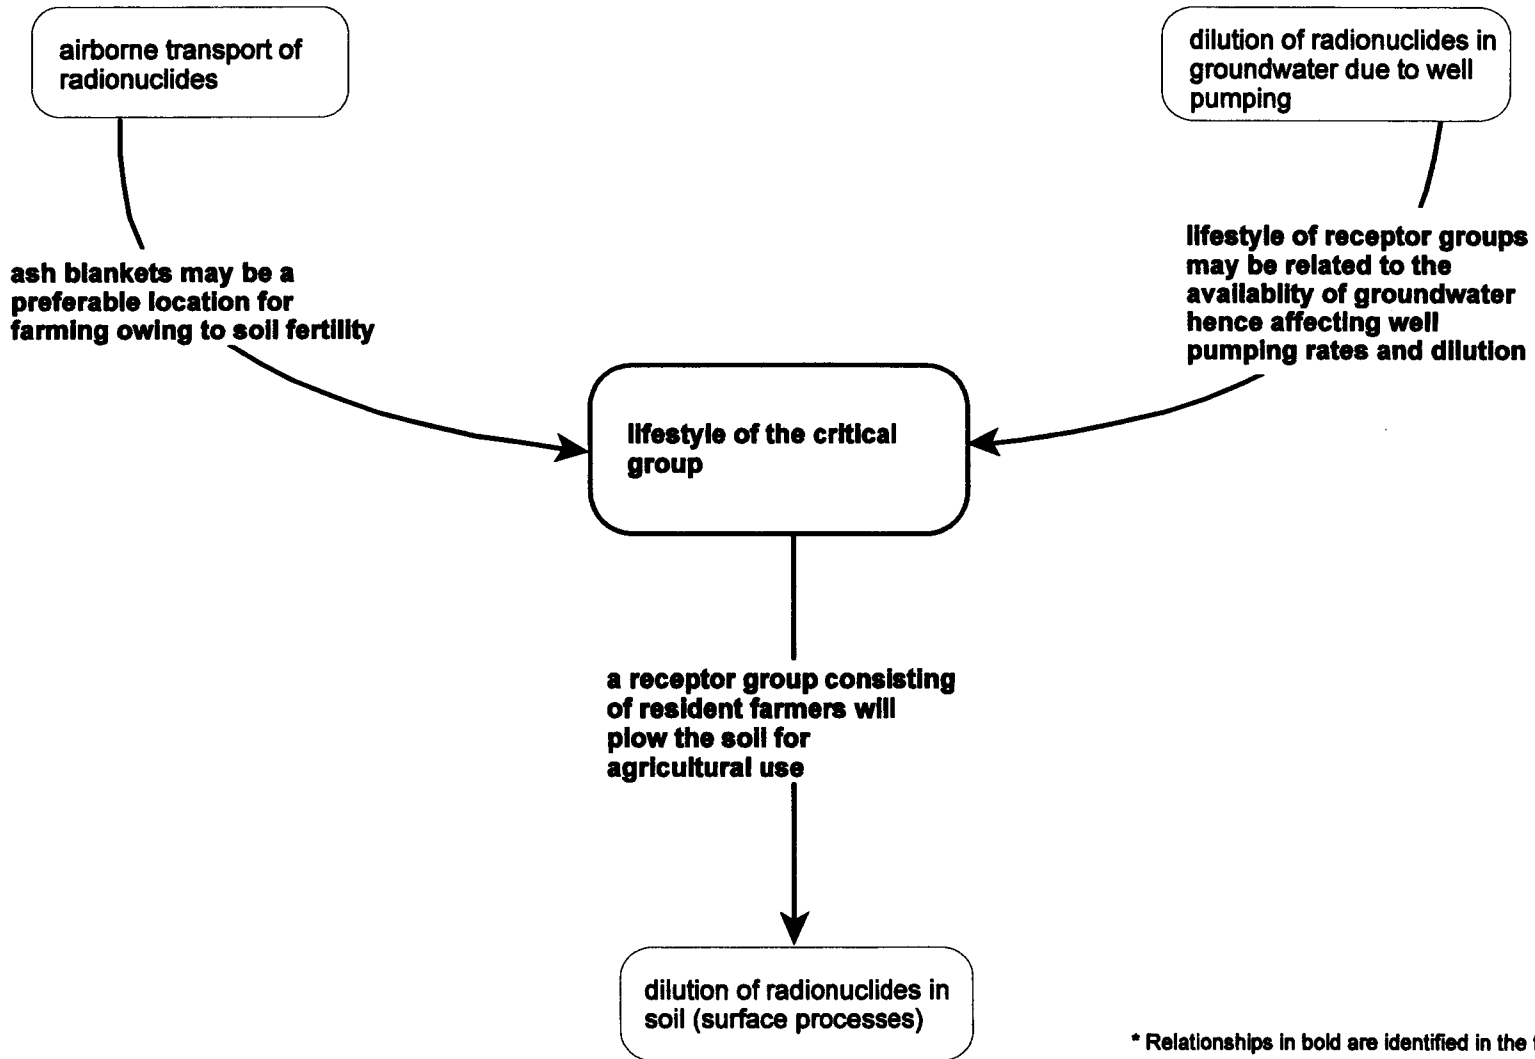 airborne transport of
radionuclides
dilution of radionuclides in
groundwater due to well
pumping
ash blankets may be a
preferable location for
farming owing to soil fertility
lifestyle of receptor groups
may be related to the
availablity of groundwater
hence affecting well
pumping rates and dilution
lifestyle of the critical
group
a receptor group consisting
of resident farmers will
plow the soil for
agricultural use
dilution of radionuclides in
soil (surface processes)
* Relationships in bold are identified in the